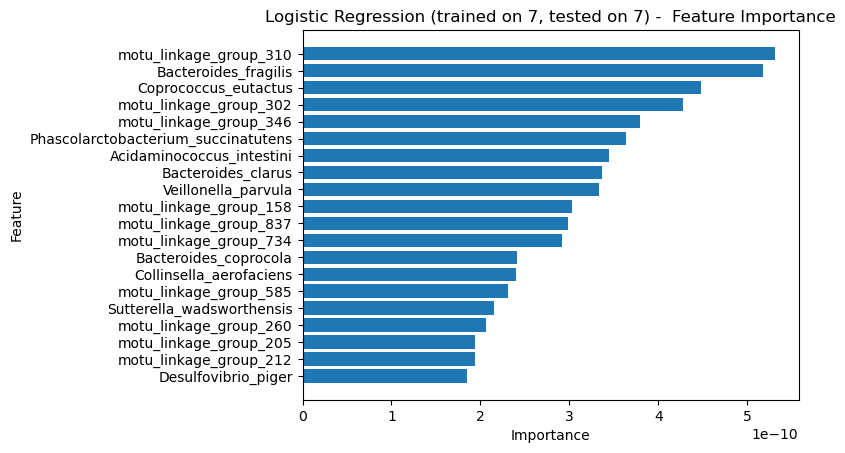 Logistic Regression (trained on 7, tested on 7) -  Feature Importance
motu_linkage_group_310
Bacteroides_fragilis
Coprococcus_eutactus
motu_linkage_group_302
motu_linkage_group_346
Phascolarctobacterium_succinatutens
Acidaminococcus_intestini
Bacteroides_clarus
Veillonella_parvula
motu_linkage_group_158
motu_linkage_group_837
motu_linkage_group_734
Bacteroides_coprocola
Collinsella_aerofaciens
motu_linkage_group_585
Sutterella_wadsworthensis
motu_linkage_group_260
motu_linkage_group_205
motu_linkage_group_212
Desulfovibrio_piger
Feature
0 1 2 3 4 5
1e−10
Importance